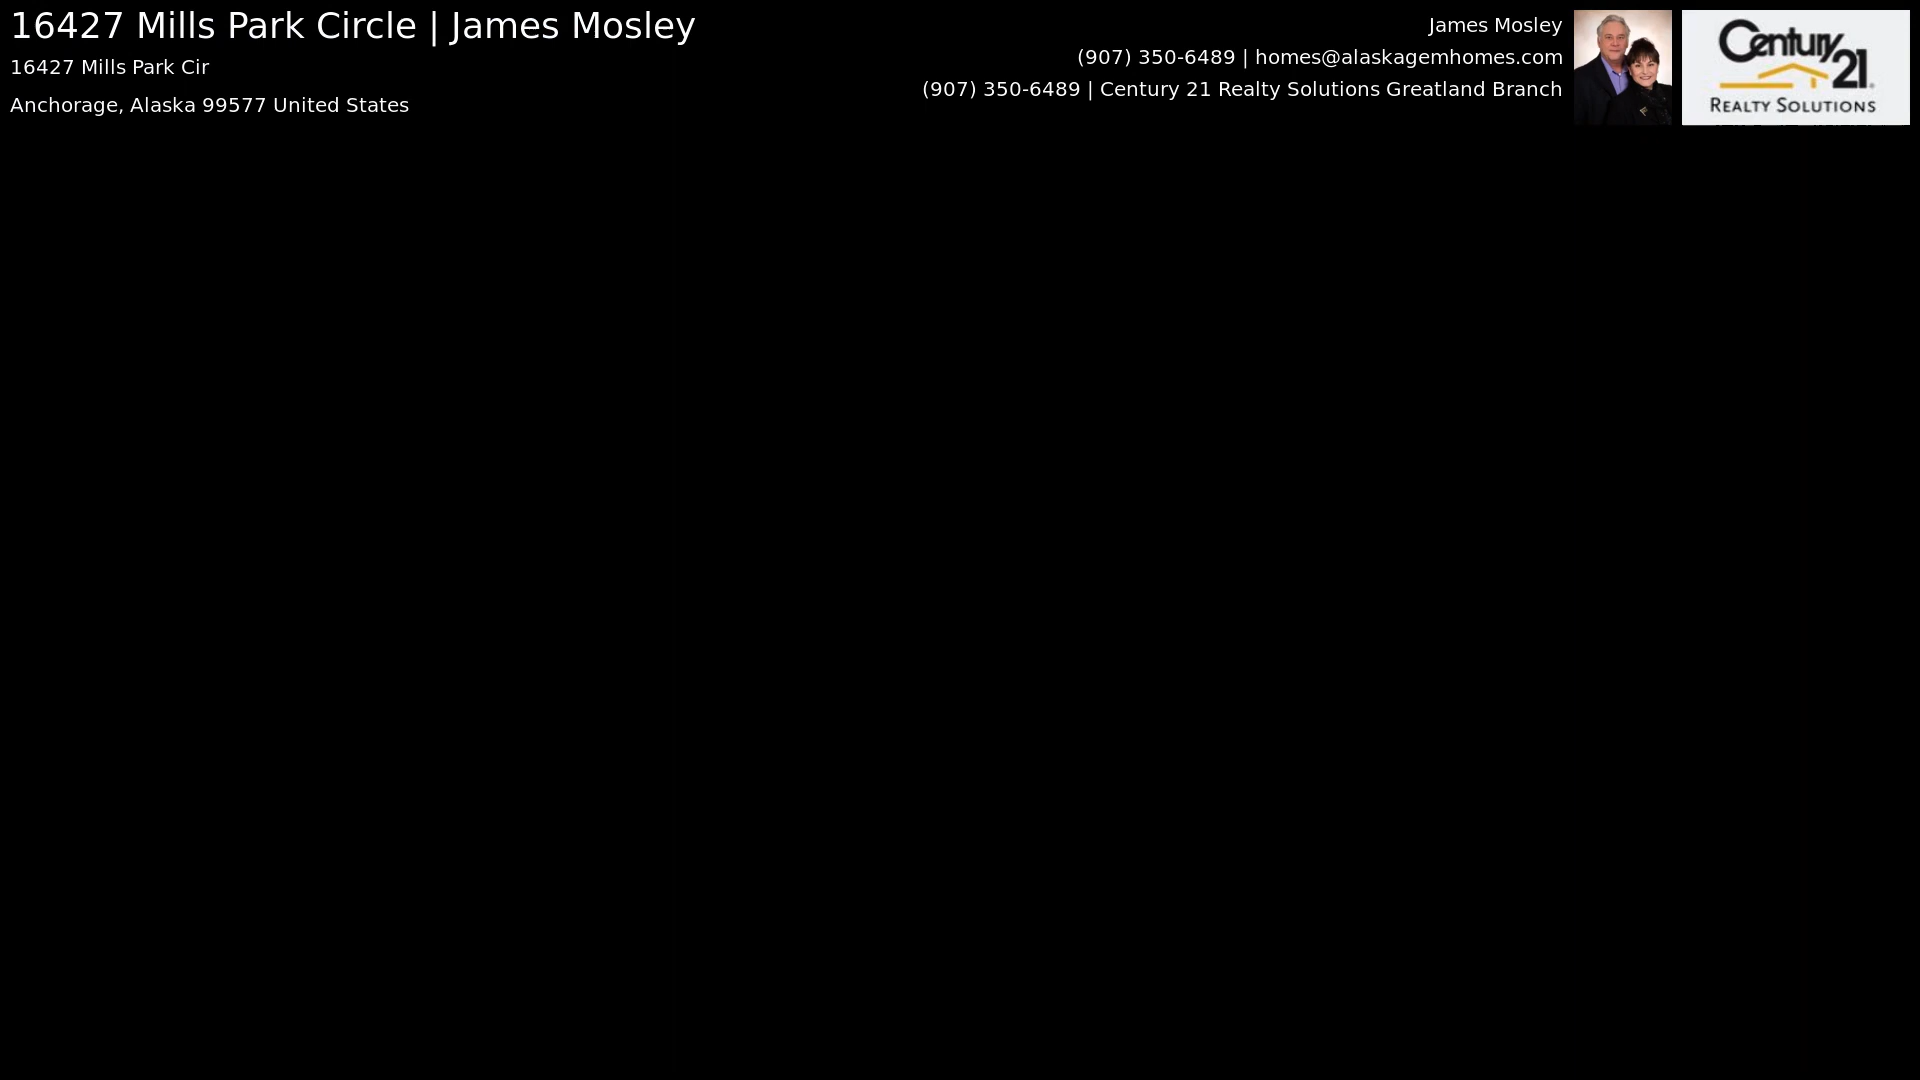 16427 Mills Park Circle | James Mosley
16427 Mills Park Cir
Anchorage, Alaska 99577 United States
James Mosley
(907) 350-6489 | homes@alaskagemhomes.com
(907) 350-6489 | Century 21 Realty Solutions Greatland Branch
Century
21
REALTY SOLUTIONS